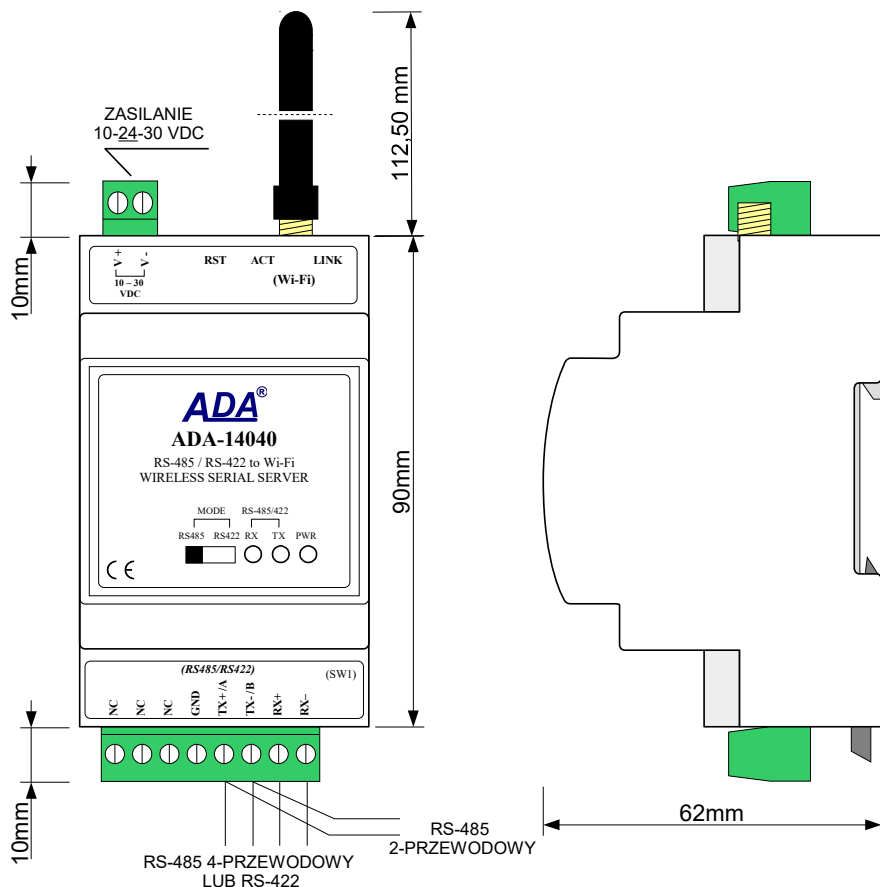 112,50 mm
ZASILANIE
10-24-30 VDC
10mm
V+ V-
10 – 30
VDC
RST ACT LINK
(Wi-Fi)
ADA®
ADA-14040
RS-485 / RS-422 to Wi-Fi
WIRELESS SERIAL SERVER
MODE RS-485/422
RS485 RS422 RX TX PWR
CE
90mm
(RS485/RS422)
(SW1)
NC NC NC GND TX+/A TX-/B RX+ RX–
10mm
62mm
RS-485
2-PRZEWODOWY
RS-485 4-PRZEWODOWY
LUB RS-422